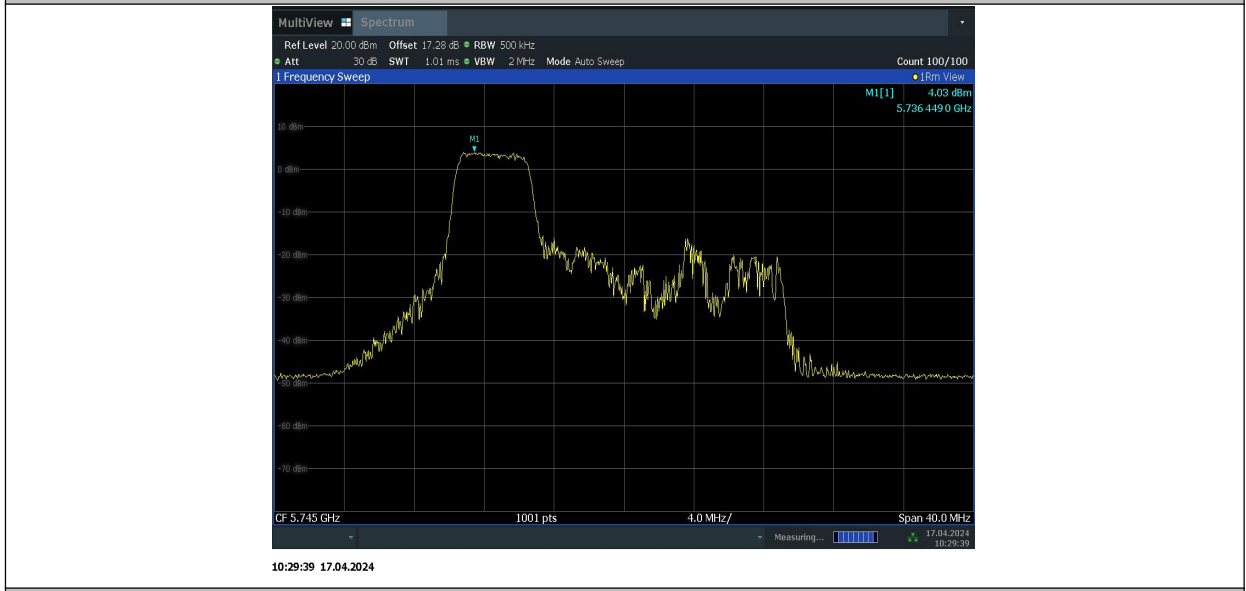 MultiView Spectrum
Ref Level 20.00 dBm Offset 17.28 dB RBW 500 kHz
Att 30 dB SWT 1.01 ms VBW 2 MHz Mode Auto Sweep Count 100/100
1 Frequency Sweep 1Rm View
M1[1] 4.03 dBm
5.736 449 0 GHz
10 dBm
M1
0 dBm
-10 dBm
-20 dBm
-30 dBm
-40 dBm
-50 dBm
-60 dBm
-70 dBm
CF 5.745 GHz 1001 pts 4.0 MHz/ Span 40.0 MHz
Measuring... 17.04.2024
10:29:39
10:29:39 17.04.2024